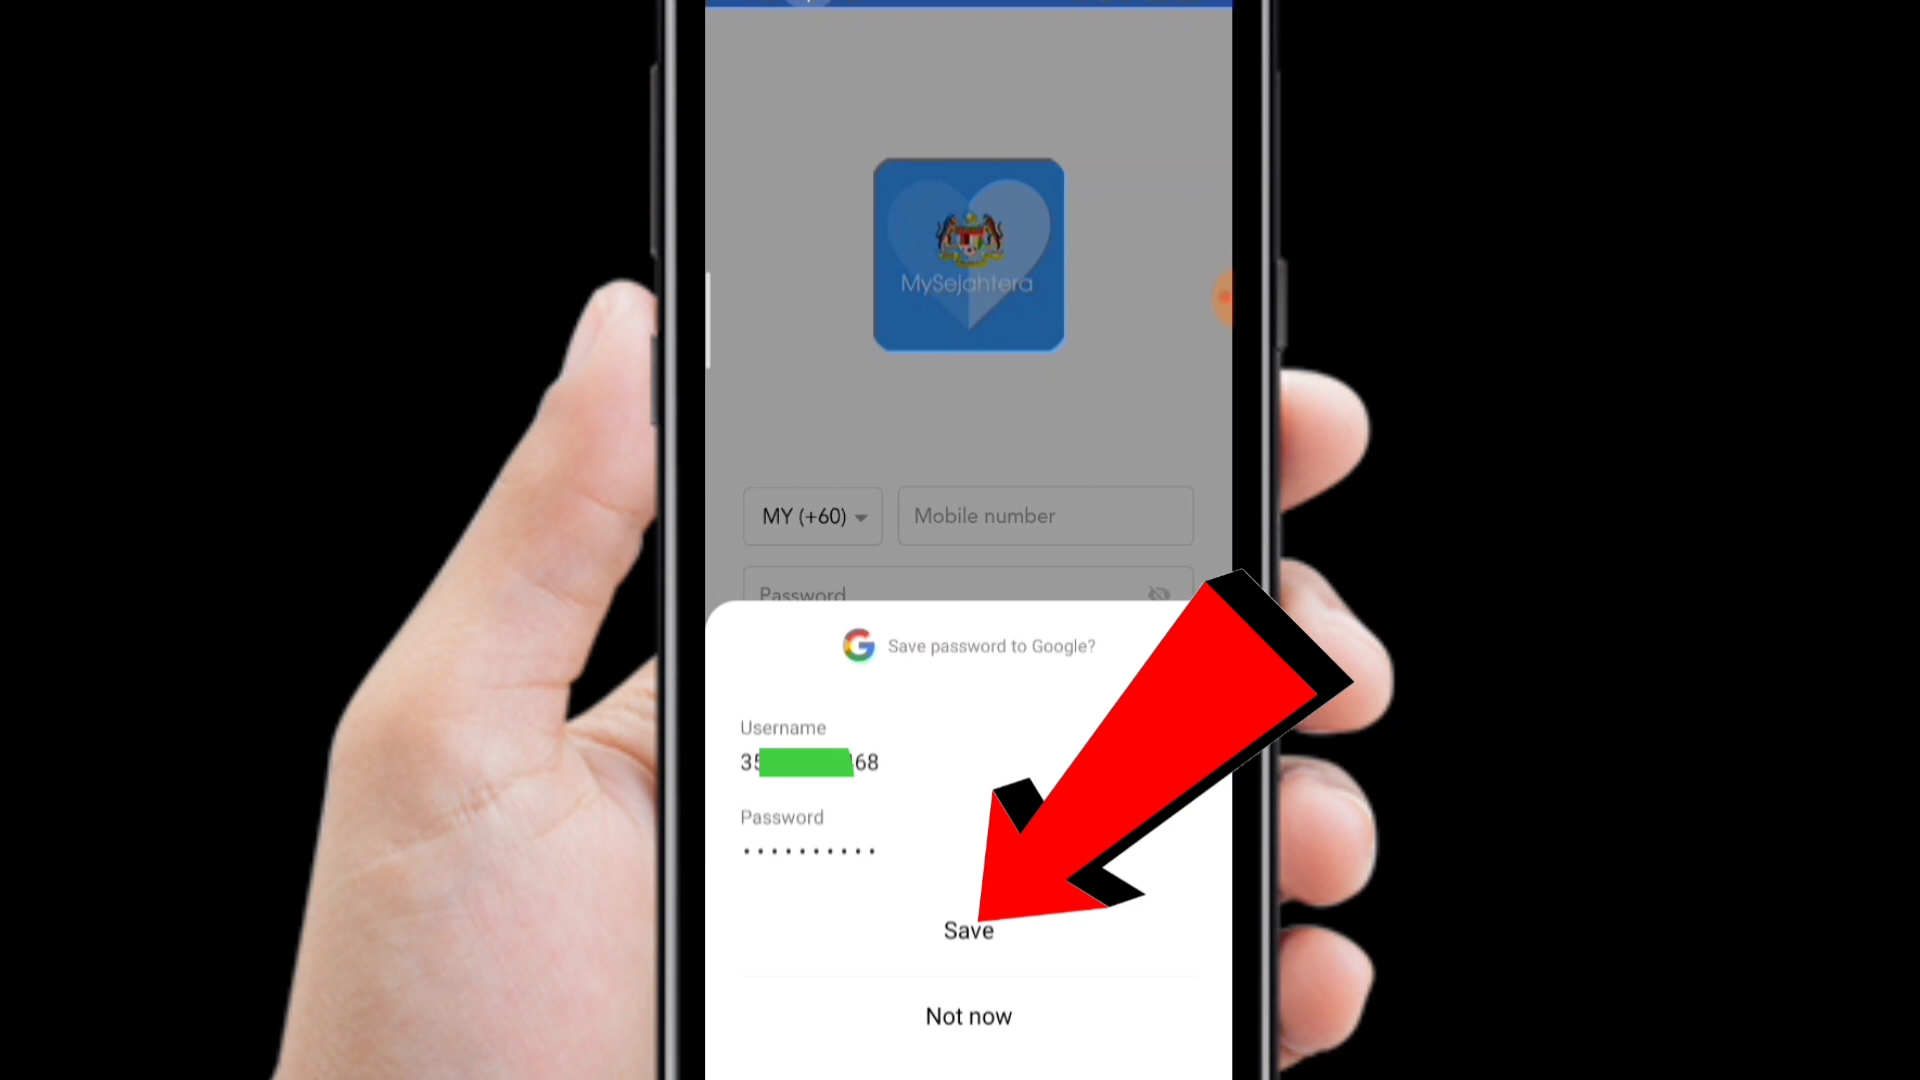 MySejahtera
MY (+60)
Mobile number
Password
Save password to Google?
Username
35 68
Password
Save
Not now